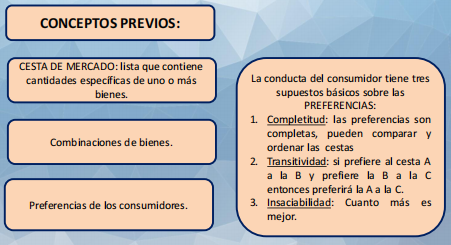 CONCEPTOS PREVIOS:
CESTA DE MERCADO: lista que contiene
cantidades específicas de uno o más
bienes.
Combinaciones de bienes.
Preferencias de los consumidores.
La conducta del consumidor tiene tres
supuestos básicos sobre las
PREFERENCIAS:
1. Completitud: las preferencias son
completas, pueden comparar y
ordenar las cestas
2. Transitividad: si prefiere al cesta A
a la B y prefiere la B a la C
entonces preferirá la A a la C.
3. Insaciabilidad: Cuanto más es
mejor.